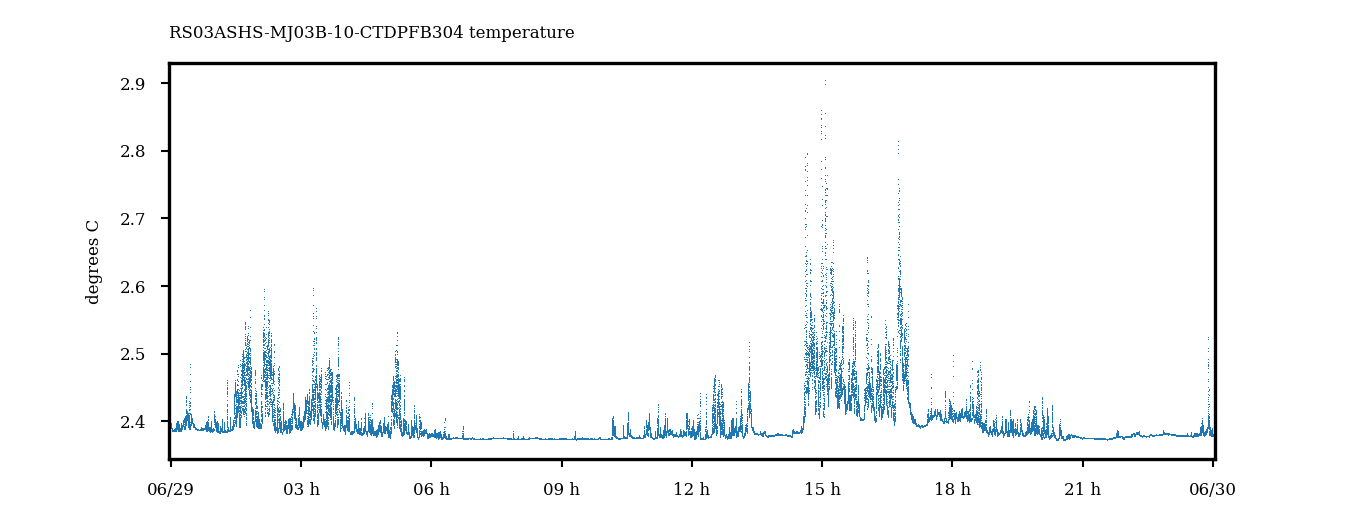 RS03ASHS-MJ03B-10-CTDPFB304 temperature
degrees C
2.9
2.8
2.7
2.6
2.5
2.4
06/29 03 h 06 h 09 h 12 h 15 h 18 h 21 h 06/30